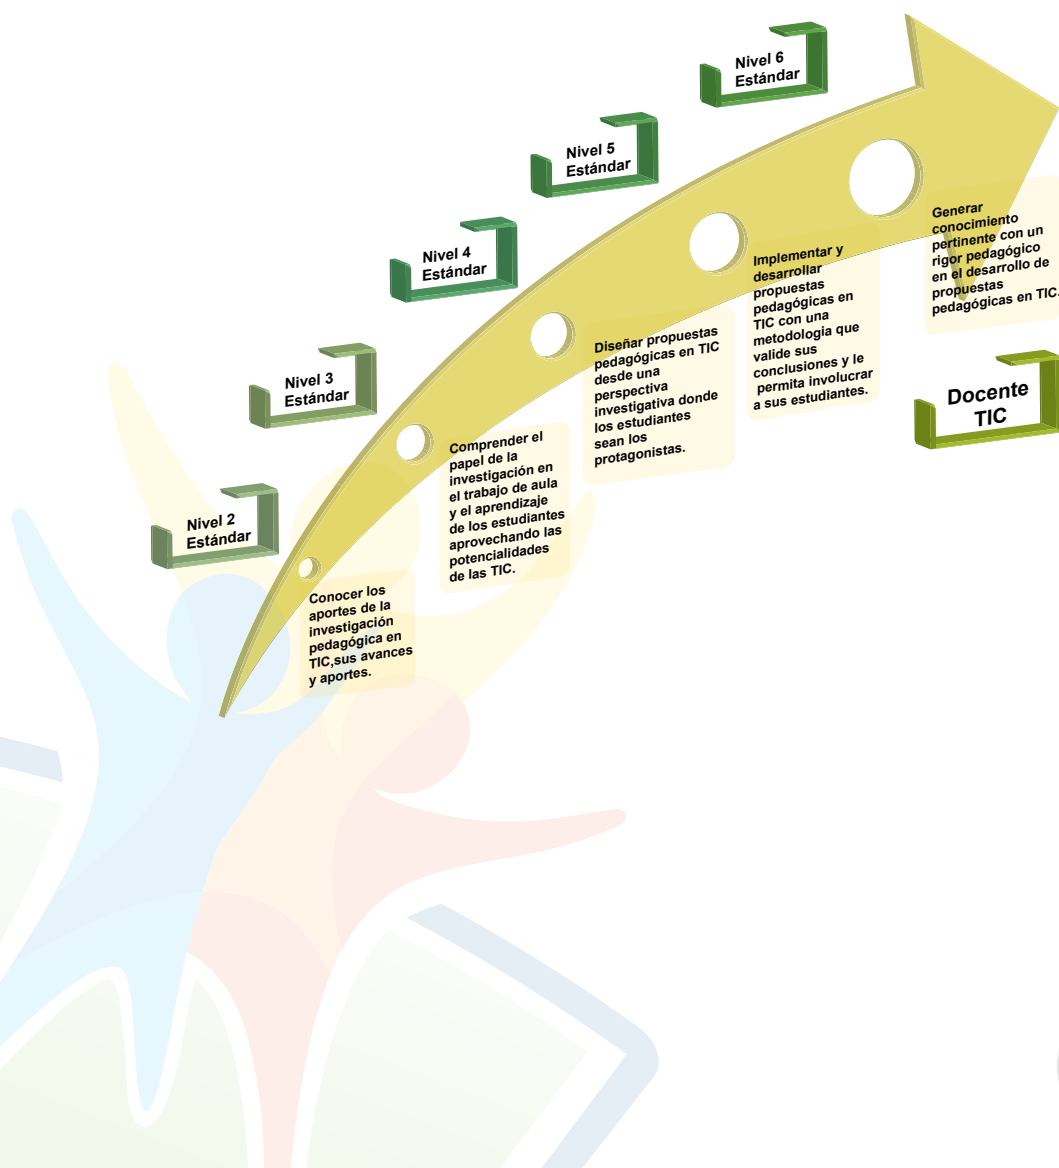 Nivel 6
Estándar
Nivel 5
Estándar
Nivel 4
Estándar
Nivel 3
Estándar
Nivel 2
Estándar
Conocer los
aportes de la
investigación
pedagógica en
TIC,sus avances
y aportes.
Comprender el
papel de la
investigación en
el trabajo de aula
y el aprendizaje
de los estudiantes
aprovechando las
potencialidades
de las TIC.
Diseñar propuestas
pedagógicas en TIC
desde una
perspectiva
investigativa donde
los estudiantes
sean los
protagonistas.
Implementar y
desarrollar
propuestas
pedagógicas en
TIC con una
metodologia que
valide sus
conclusiones y le
permita involucrar
a sus estudiantes.
Generar
conocimiento
pertinente con un
rigor pedagógico
en el desarrollo de
propuestas
pedagógicas en TIC.
Docente
TIC